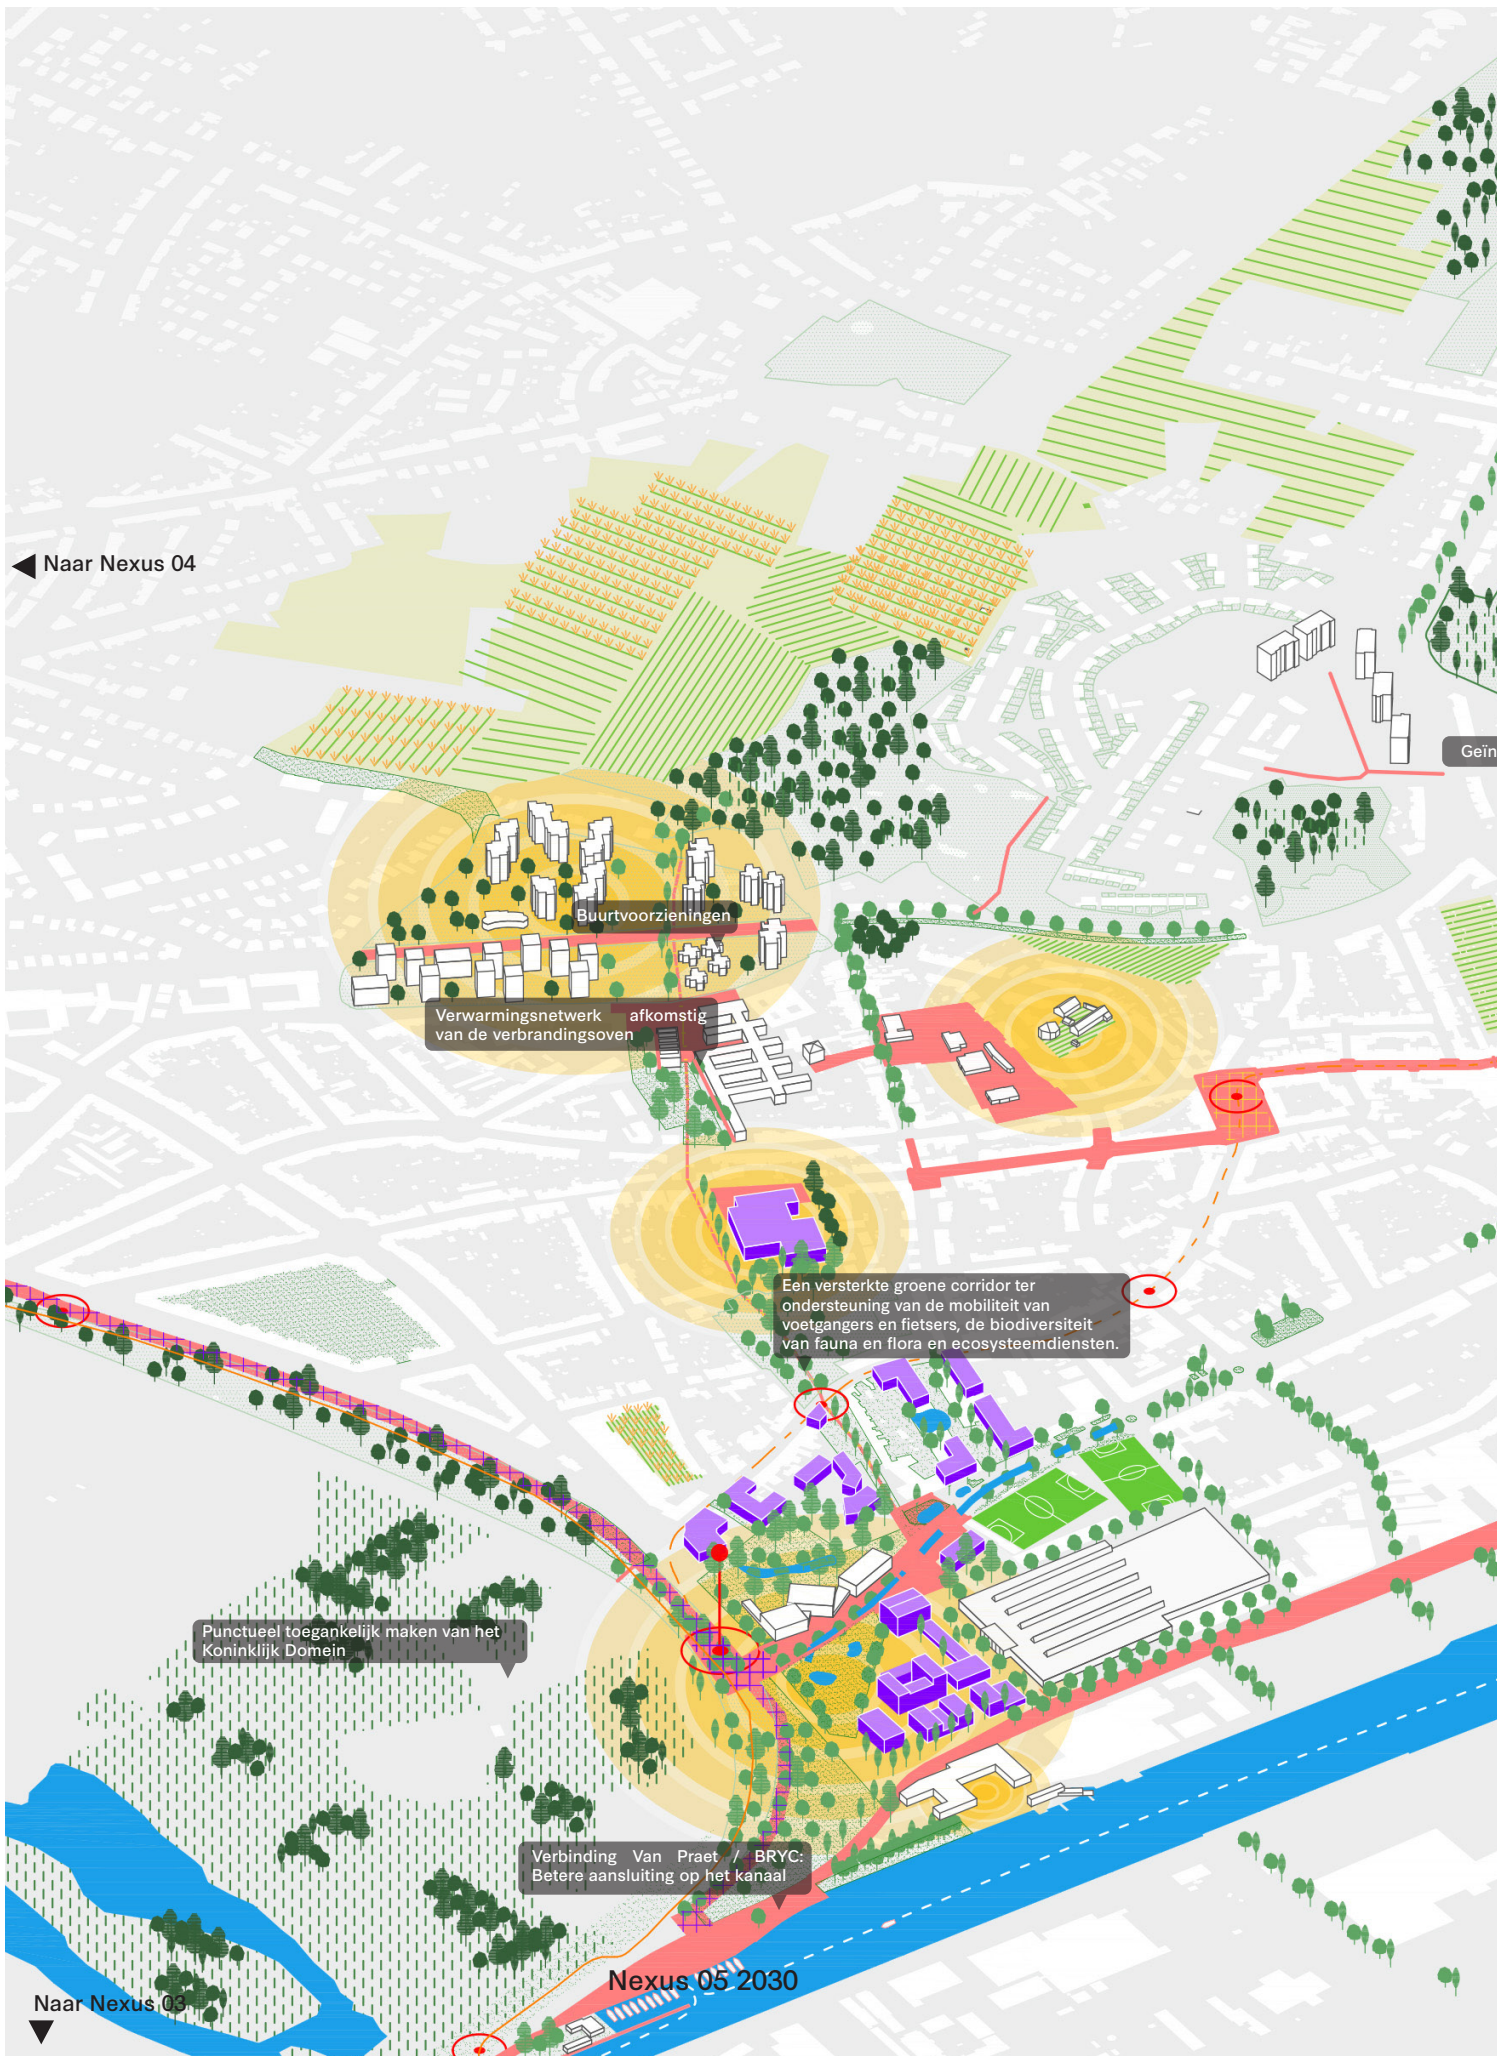 Naar Nexus 04
Geïn
Buurtvoorzieningen
Verwarmingsnetwerk afkomstig
van de verbrandingsoven
Een versterkte groene corridor ter
ondersteuning van de mobiliteit van
voetgangers en fietsers, de biodiversiteit
van fauna en flora en ecosysteemdiensten.
Punctueel toegankelijk maken van het
Koninklijk Domein
Verbinding Van Praet / BRYC:
Betere aansluiting op het kanaal
Nexus 05 2030
Naar Nexus 03